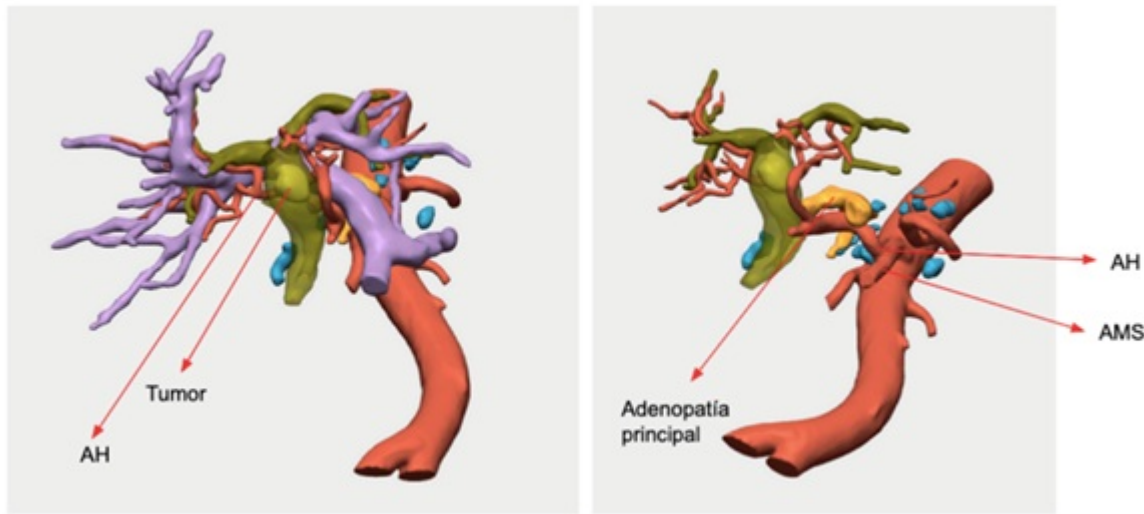 Tumor
AH
Adenopatía
principal
AH
AMS